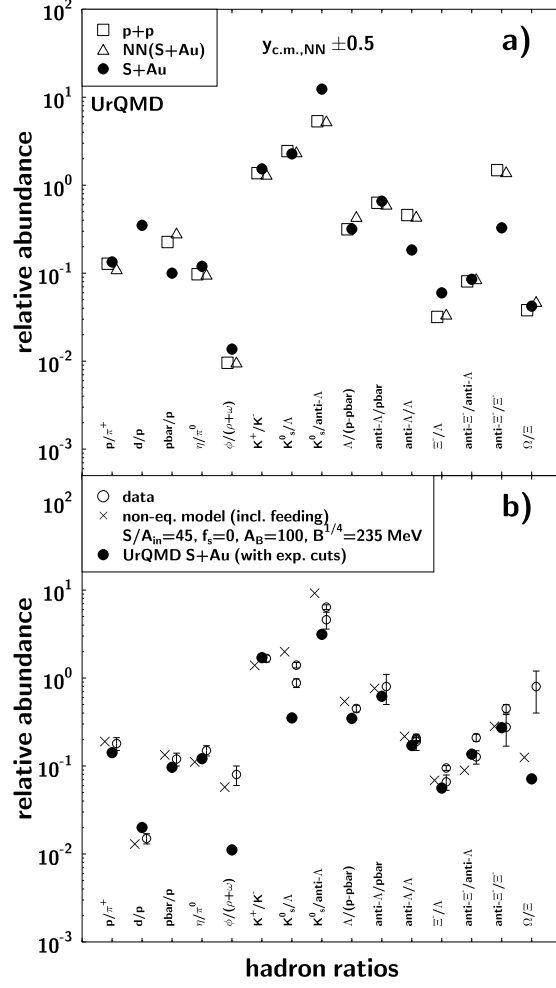 10²
p+p
NN(S+Au)
S+Au
y_c.m.,NN ±0.5
a)
UrQMD
10¹
10⁰
10⁻¹
10⁻²
10⁻³
relative abundance
p/π⁺
d/p
pbar/p
η/π⁰
ϕ/(ρ+ω)
K⁺/K⁻
K⁰ₛ/Λ
K⁰ₛ/anti-Λ
Λ/(p-pbar)
anti-Λ/pbar
anti-Λ/Λ
Ξ⁻/Λ
anti-Ξ⁻/anti-Λ
anti-Ξ⁻/Ξ⁻
Ω/Ξ
10²
data
non-eq. model (incl. feeding)
S/A_in=45, f_s=0, A_B=100, B^1/4=235 MeV
UrQMD S+Au (with exp. cuts)
b)
10¹
10⁰
10⁻¹
10⁻²
10⁻³
relative abundance
p/π⁺
d/p
pbar/p
η/π⁰
ϕ/(ρ+ω)
K⁺/K⁻
K⁰ₛ/Λ
K⁰ₛ/anti-Λ
Λ/(p-pbar)
anti-Λ/pbar
anti-Λ/Λ
Ξ⁻/Λ
anti-Ξ⁻/anti-Λ
anti-Ξ⁻/Ξ⁻
Ω/Ξ
hadron ratios